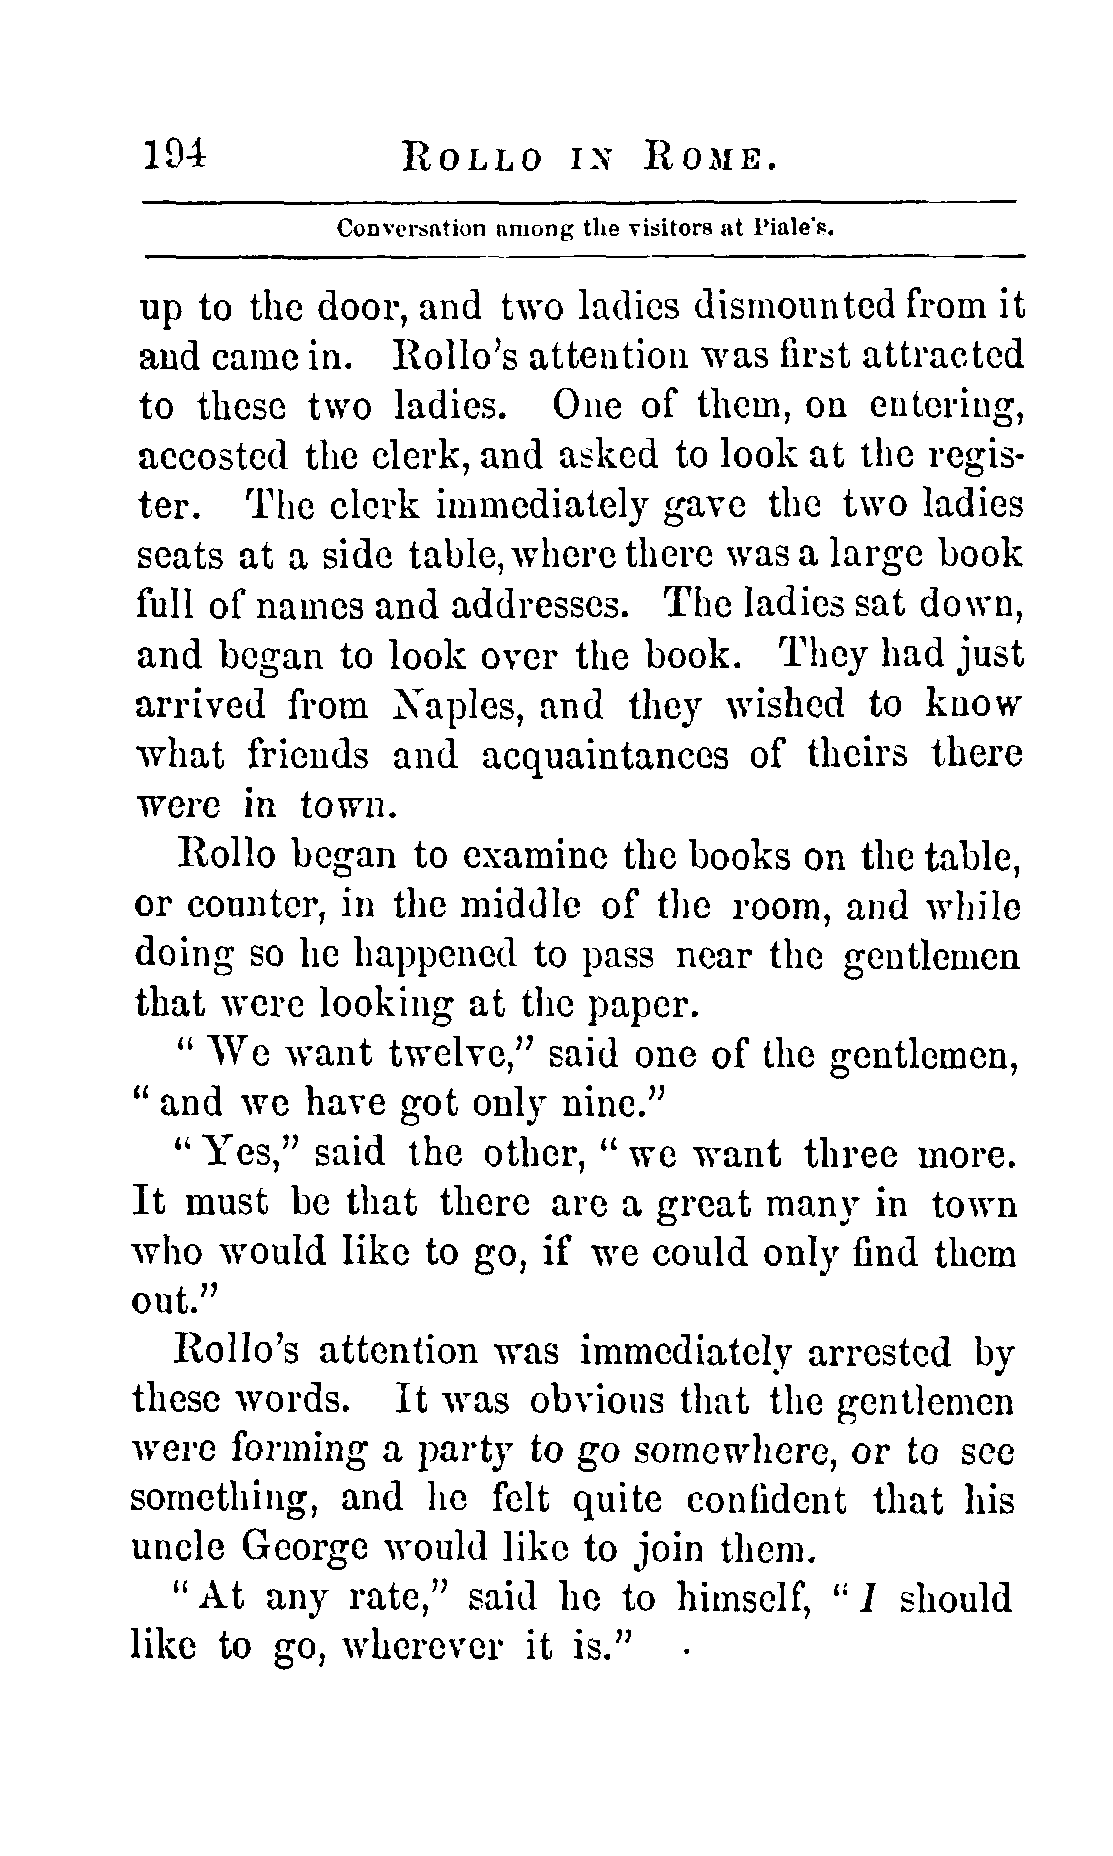 194 ROLLO IN ROME.
Conversation among the visitors at Piale's.
up to the door, and two ladies dismounted from it
and came in. Rollo's attention was first attracted
to these two ladies. One of them, on entering,
accosted the clerk, and asked to look at the regis-
ter. The clerk immediately gave the two ladies
seats at a side table, where there was a large book
full of names and addresses. The ladies sat down,
and began to look over the book. They had just
arrived from Naples, and they wished to know
what friends and acquaintances of theirs there
were in town.
Rollo began to examine the books on the table,
or counter, in the middle of the room, and while
doing so he happened to pass near the gentlemen
that were looking at the paper.
“We want twelve,” said one of the gentlemen,
“and we have got only nine.”
“Yes,” said the other, “we want three more.
It must be that there are a great many in town
who would like to go, if we could only find them
out.”
Rollo's attention was immediately arrested by
these words. It was obvious that the gentlemen
were forming a party to go somewhere, or to see
something, and he felt quite confident that his
uncle George would like to join them.
“At any rate,” said he to himself, “I should
like to go, wherever it is.”